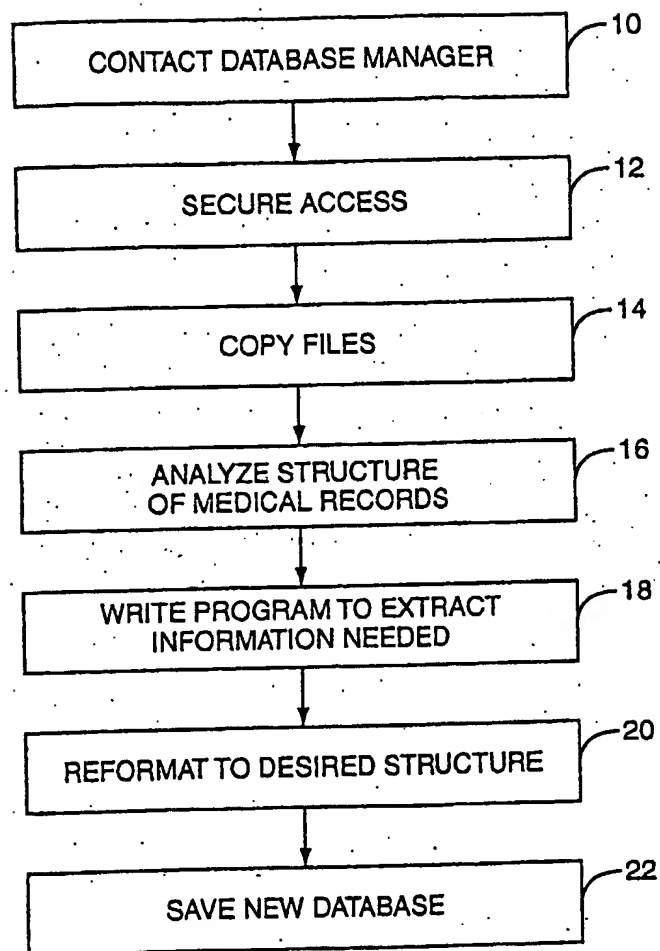 10
CONTACT DATABASE MANAGER
12
SECURE ACCESS
14
COPY FILES
16
ANALYZE STRUCTURE
OF MEDICAL RECORDS
18
WRITE PROGRAM TO EXTRACT
INFORMATION NEEDED
20
REFORMAT TO DESIRED STRUCTURE
22
SAVE NEW DATABASE